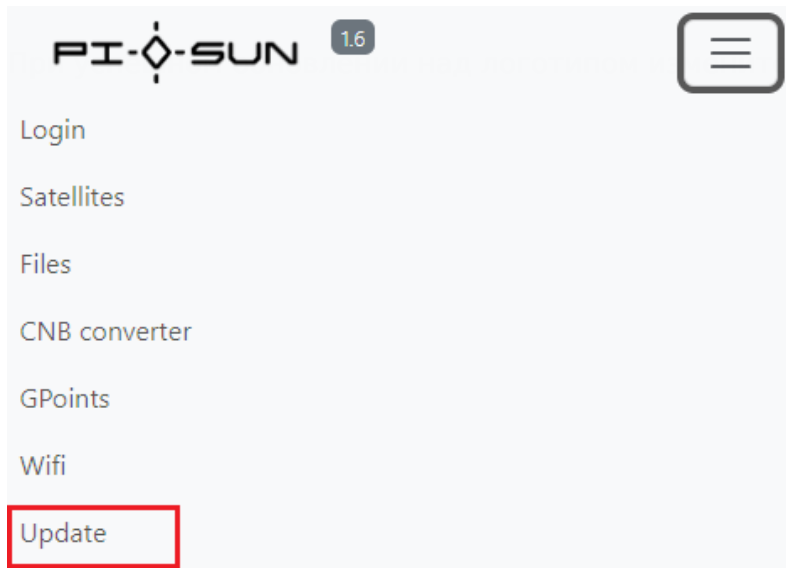 PI-SUN 1.6
Login
Satellites
Files
CNB converter
GPoints
Wifi
Update